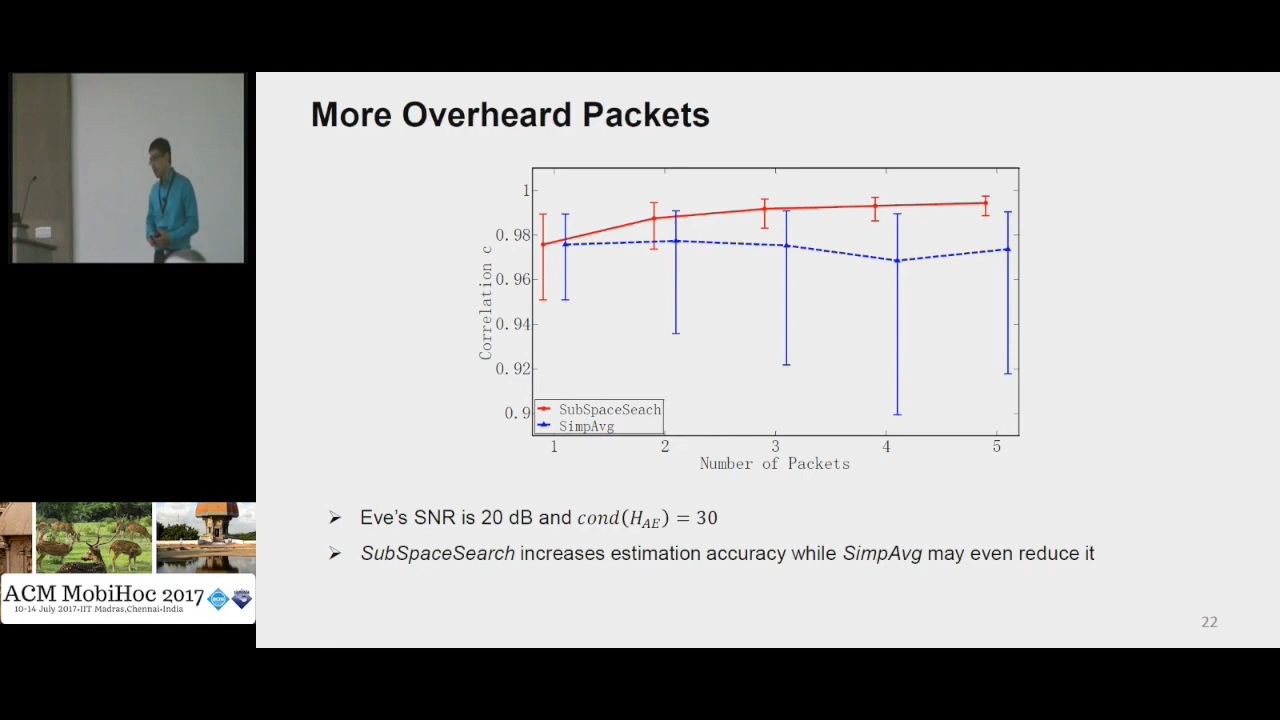 More Overheard Packets
1
0.98
0.96
0.94
0.92
0.9
Correlation c
SubSpaceSeach
SimpAvg
1 2 3 4 5
Number of Packets
➢ Eve's SNR is 20 dB and cond(H_AE) = 30
➢ SubSpaceSearch increases estimation accuracy while SimpAvg may even reduce it
22
ACM MobiHoc 2017
10-14 July 2017•IIT Madras,Chennai•India